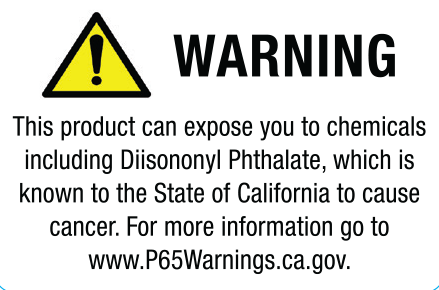 WARNING
This product can expose you to chemicals
including Diisononyl Phthalate, which is
known to the State of California to cause
cancer. For more information go to
www.P65Warnings.ca.gov.